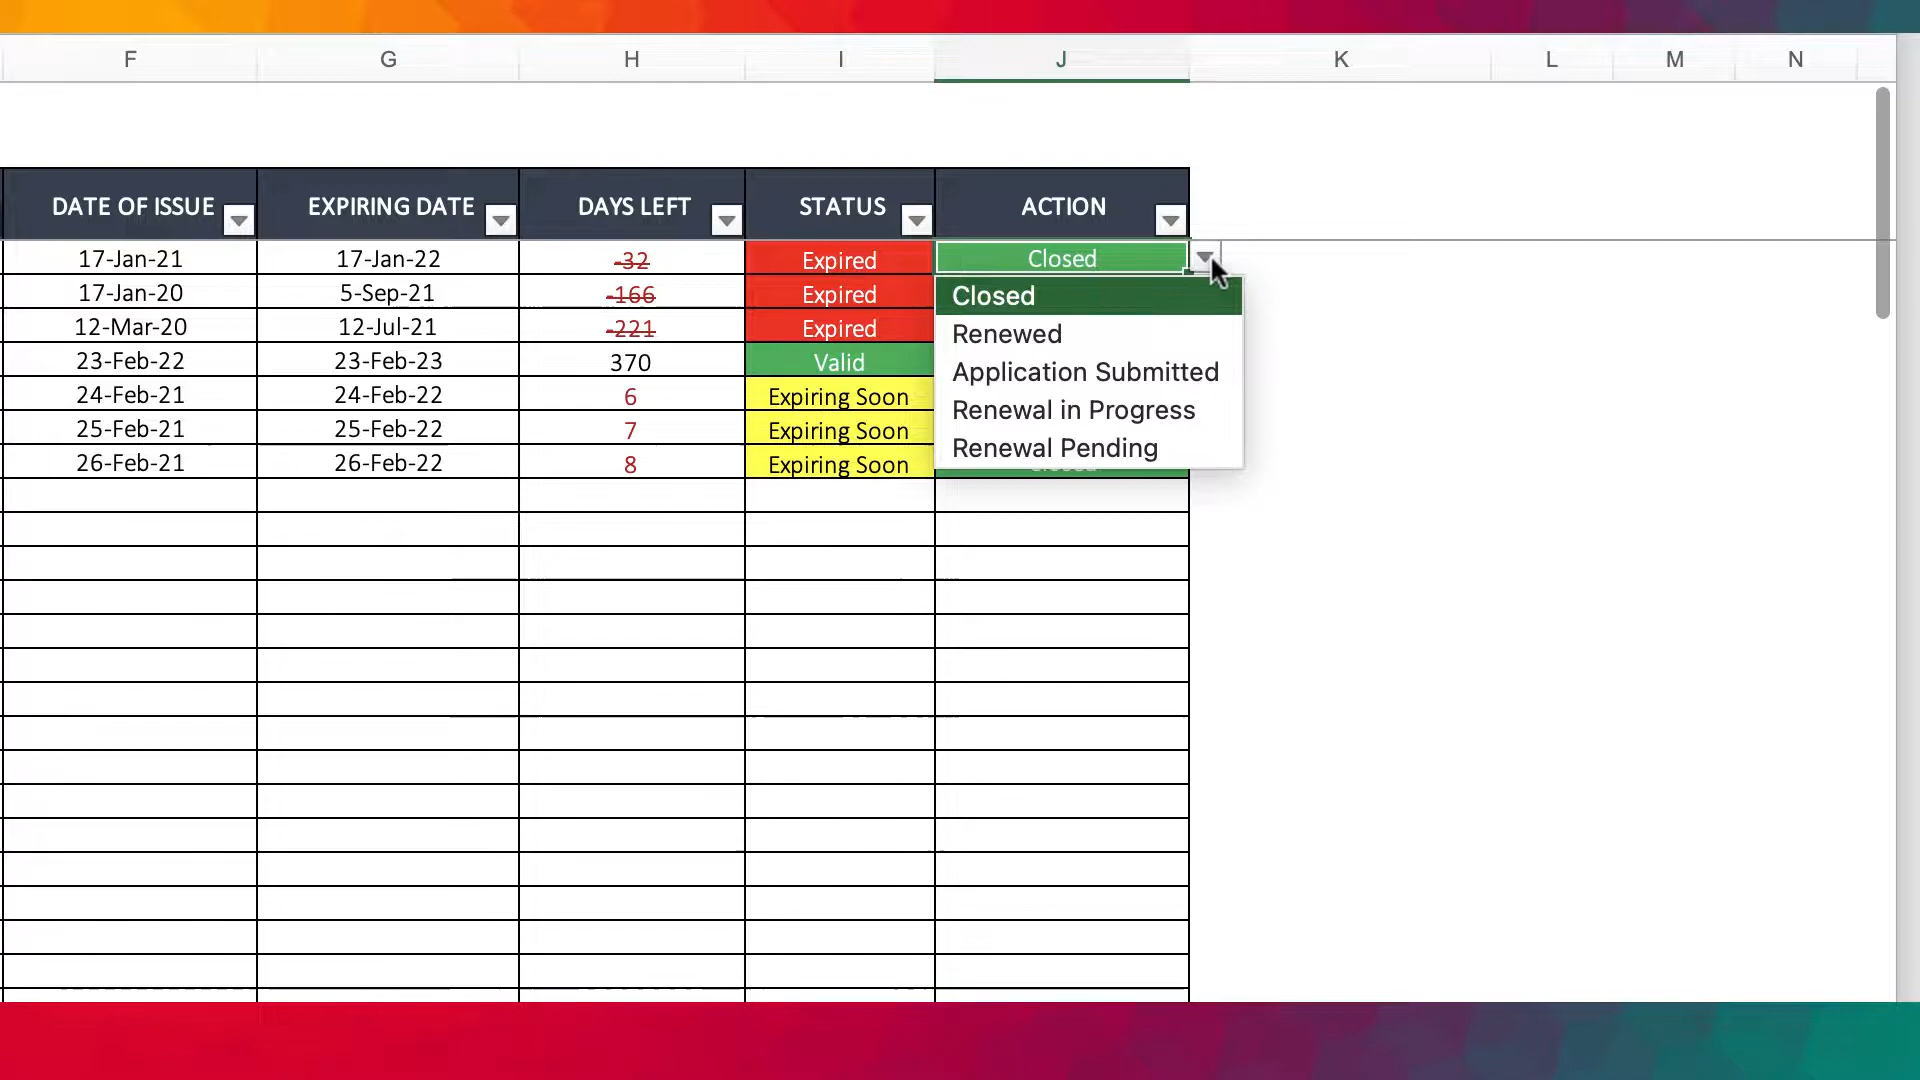 F G H I J K L M N
DATE OF ISSUE EXPIRING DATE DAYS LEFT STATUS ACTION
17-Jan-21 17-Jan-22 -32 Expired Closed
17-Jan-20 5-Sep-21 -166 Expired Closed
12-Mar-20 12-Jul-21 -221 Expired Renewed
23-Feb-22 23-Feb-23 370 Valid Application Submitted
24-Feb-21 24-Feb-22 6 Expiring Soon Renewal in Progress
25-Feb-21 25-Feb-22 7 Expiring Soon Renewal Pending
26-Feb-21 26-Feb-22 8 Expiring Soon